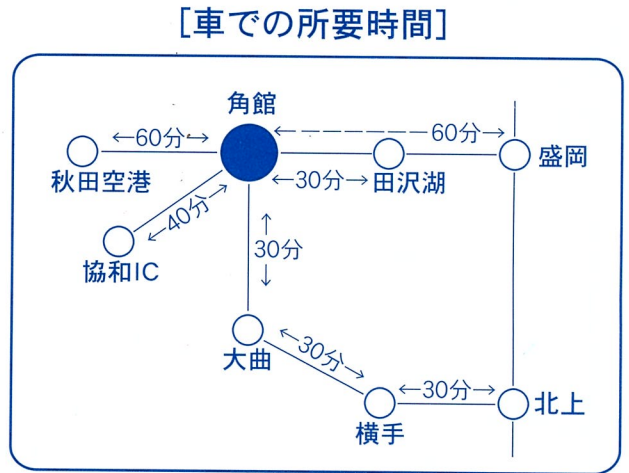 ［車での所要時間］
角館
←60分→
←－－－－－60分→
秋田空港
←30分→
田沢湖
盛岡
←40分→
協和IC
←30分→
大曲
←30分→
←30分→
横手
北上